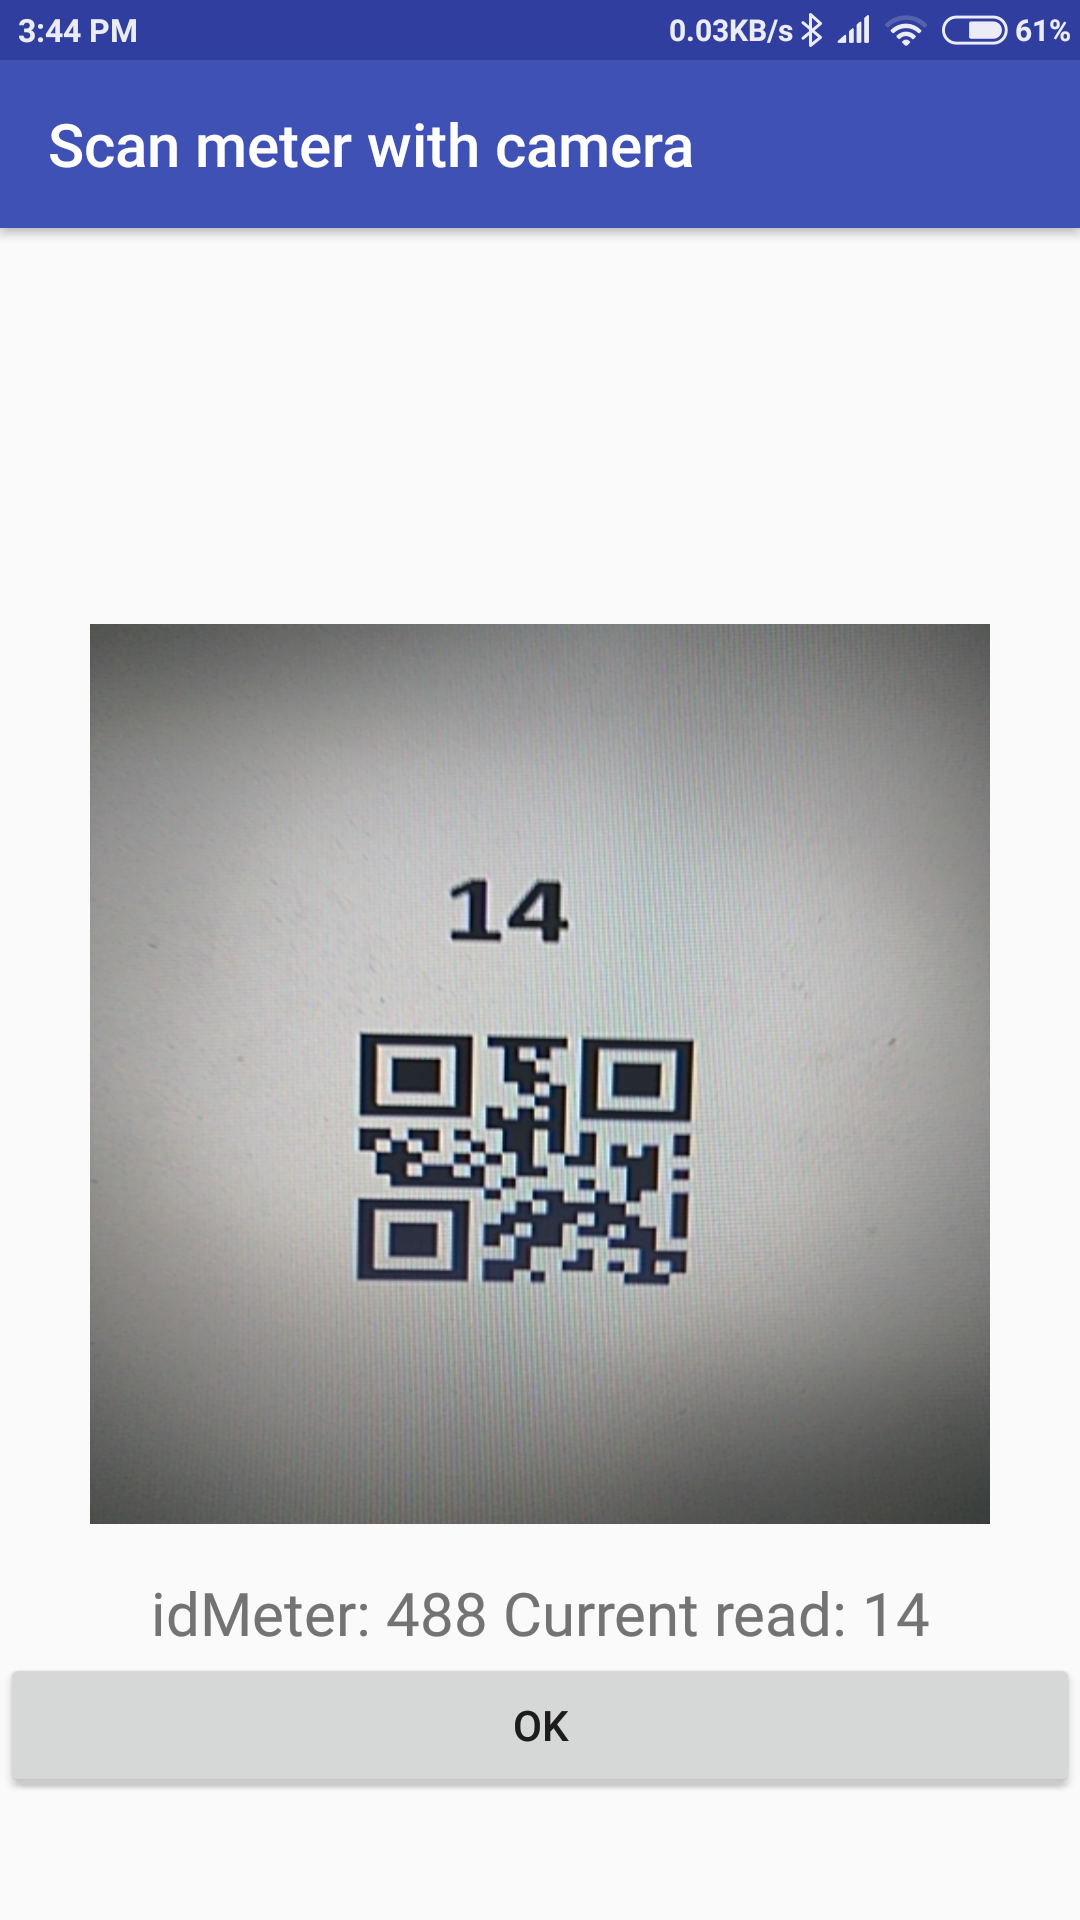 3:44 PM 0.03KB/s 61%
Scan meter with camera
14
idMeter: 488 Current read: 14
OK